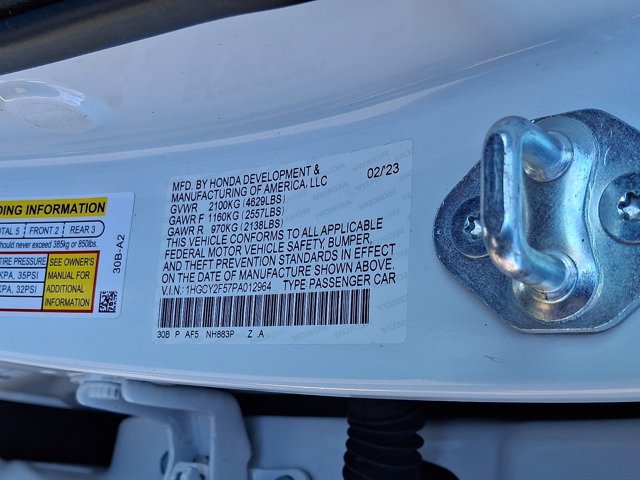 MFD. BY HONDA DEVELOPMENT & 02/'23
MANUFACTURING OF AMERICA, LLC
GVWR 2100KG (4629LBS)
GAWR F 1160KG (2557LBS)
GAWR R 970KG (2138LBS)
THIS VEHICLE CONFORMS TO ALL APPLICABLE
FEDERAL MOTOR VEHICLE SAFETY, BUMPER,
AND THEFT PREVENTION STANDARDS IN EFFECT
ON THE DATE OF MANUFACTURE SHOWN ABOVE.
V.I.N.: 1HGCY2F57PA012964 TYPE PASSENGER CAR
30B P AF5 NH883P .Z .A
DING INFORMATION
OTAL 5 FRONT 2 REAR 3
should never exceed 385kg or 850lbs.
TIRE PRESSURE
KPA, 35PSI
KPA, 32PSI
SEE OWNER'S
MANUAL FOR
ADDITIONAL
INFORMATION
30B-A2